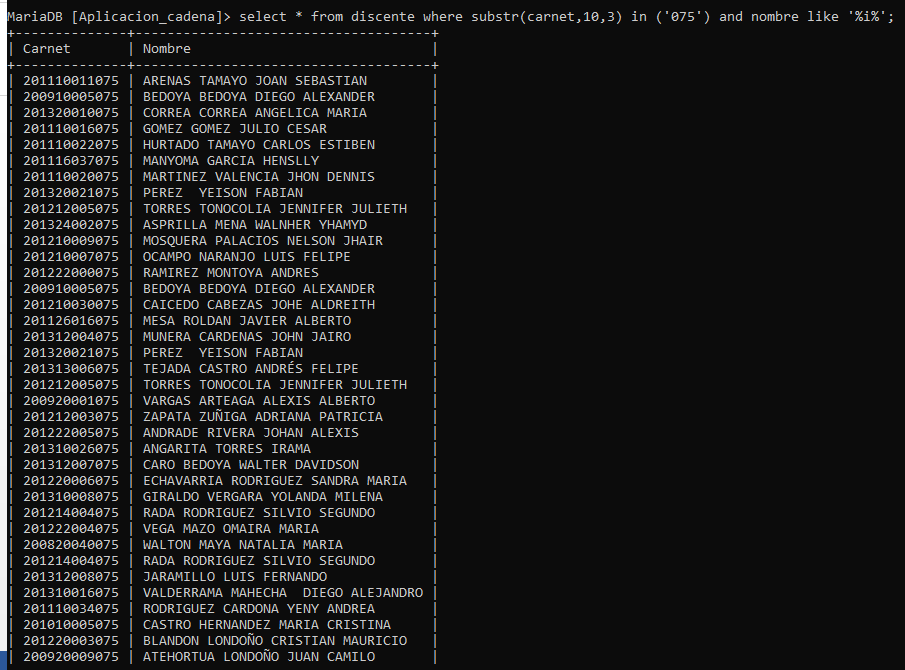 MariaDB [Aplicacion_cadena]> select * from discente where substr(carnet,10,3) in ('075') and nombre like '%i%';
+--------------+-------------------------------------+
| Carnet       | Nombre                              |
+--------------+-------------------------------------+
| 201110011075 | ARENAS TAMAYO JOAN SEBASTIAN        |
| 200910005075 | BEDOYA BEDOYA DIEGO ALEXANDER       |
| 201320010075 | CORREA CORREA ANGELICA MARIA        |
| 201110016075 | GOMEZ GOMEZ JULIO CESAR             |
| 201110022075 | HURTADO TAMAYO CARLOS ESTIBEN       |
| 201116037075 | MANYOMA GARCIA HENSLLY              |
| 201110020075 | MARTINEZ VALENCIA JHON DENNIS       |
| 201320021075 | PEREZ  YEISON FABIAN                |
| 201212005075 | TORRES TONOCOLIA JENNIFER JULIETH   |
| 201324002075 | ASPRILLA MENA WALNHER YHAMYD        |
| 201210009075 | MOSQUERA PALACIOS NELSON JHAIR      |
| 201210007075 | OCAMPO NARANJO LUIS FELIPE          |
| 201222000075 | RAMIREZ MONTOYA ANDRES              |
| 200910005075 | BEDOYA BEDOYA DIEGO ALEXANDER       |
| 201210030075 | CAICEDO CABEZAS JOHE ALDREITH       |
| 201126016075 | MESA ROLDAN JAVIER ALBERTO          |
| 201312004075 | MUNERA CARDENAS JOHN JAIRO          |
| 201320021075 | PEREZ  YEISON FABIAN                |
| 201313006075 | TEJADA CASTRO ANDRÉS FELIPE         |
| 201212005075 | TORRES TONOCOLIA JENNIFER JULIETH   |
| 200920001075 | VARGAS ARTEAGA ALEXIS ALBERTO       |
| 201212003075 | ZAPATA ZUÑIGA ADRIANA PATRICIA      |
| 201222005075 | ANDRADE RIVERA JOHAN ALEXIS         |
| 201310026075 | ANGARITA TORRES IRAMA               |
| 201312007075 | CARO BEDOYA WALTER DAVIDSON         |
| 201220006075 | ECHAVARRIA RODRIGUEZ SANDRA MARIA   |
| 201310008075 | GIRALDO VERGARA YOLANDA MILENA      |
| 201214004075 | RADA RODRIGUEZ SILVIO SEGUNDO       |
| 201222004075 | VEGA MAZO OMAIRA MARIA              |
| 200820040075 | WALTON MAYA NATALIA MARIA           |
| 201214004075 | RADA RODRIGUEZ SILVIO SEGUNDO       |
| 201312008075 | JARAMILLO LUIS FERNANDO             |
| 201310016075 | VALDERRAMA MAHECHA  DIEGO ALEJANDRO |
| 201110034075 | RODRIGUEZ CARDONA YENY ANDREA       |
| 201010005075 | CASTRO HERNANDEZ MARIA CRISTINA     |
| 201220003075 | BLANDON LONDOÑO CRISTIAN MAURICIO   |
| 200920009075 | ATEHORTUA LONDOÑO JUAN CAMILO       |